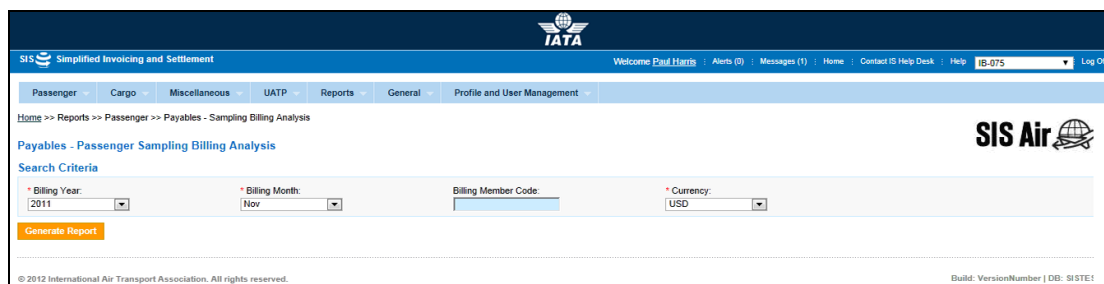 IATA
SIS Simplified Invoicing and Settlement
Welcome Paul Harris : Alerts (0) : Messages (1) : Home : Contact IS Help Desk : Help IB-075 Log
Passenger Cargo Miscellaneous UATP Reports General Profile and User Management
Home >> Reports >> Passenger >> Payables - Sampling Billing Analysis
SIS Air
Payables - Passenger Sampling Billing Analysis
Search Criteria
* Billing Year: * Billing Month: Billing Member Code: * Currency:
2011 Nov USD
Generate Report
© 2012 International Air Transport Association. All rights reserved.
Build: VersionNumber | DB: